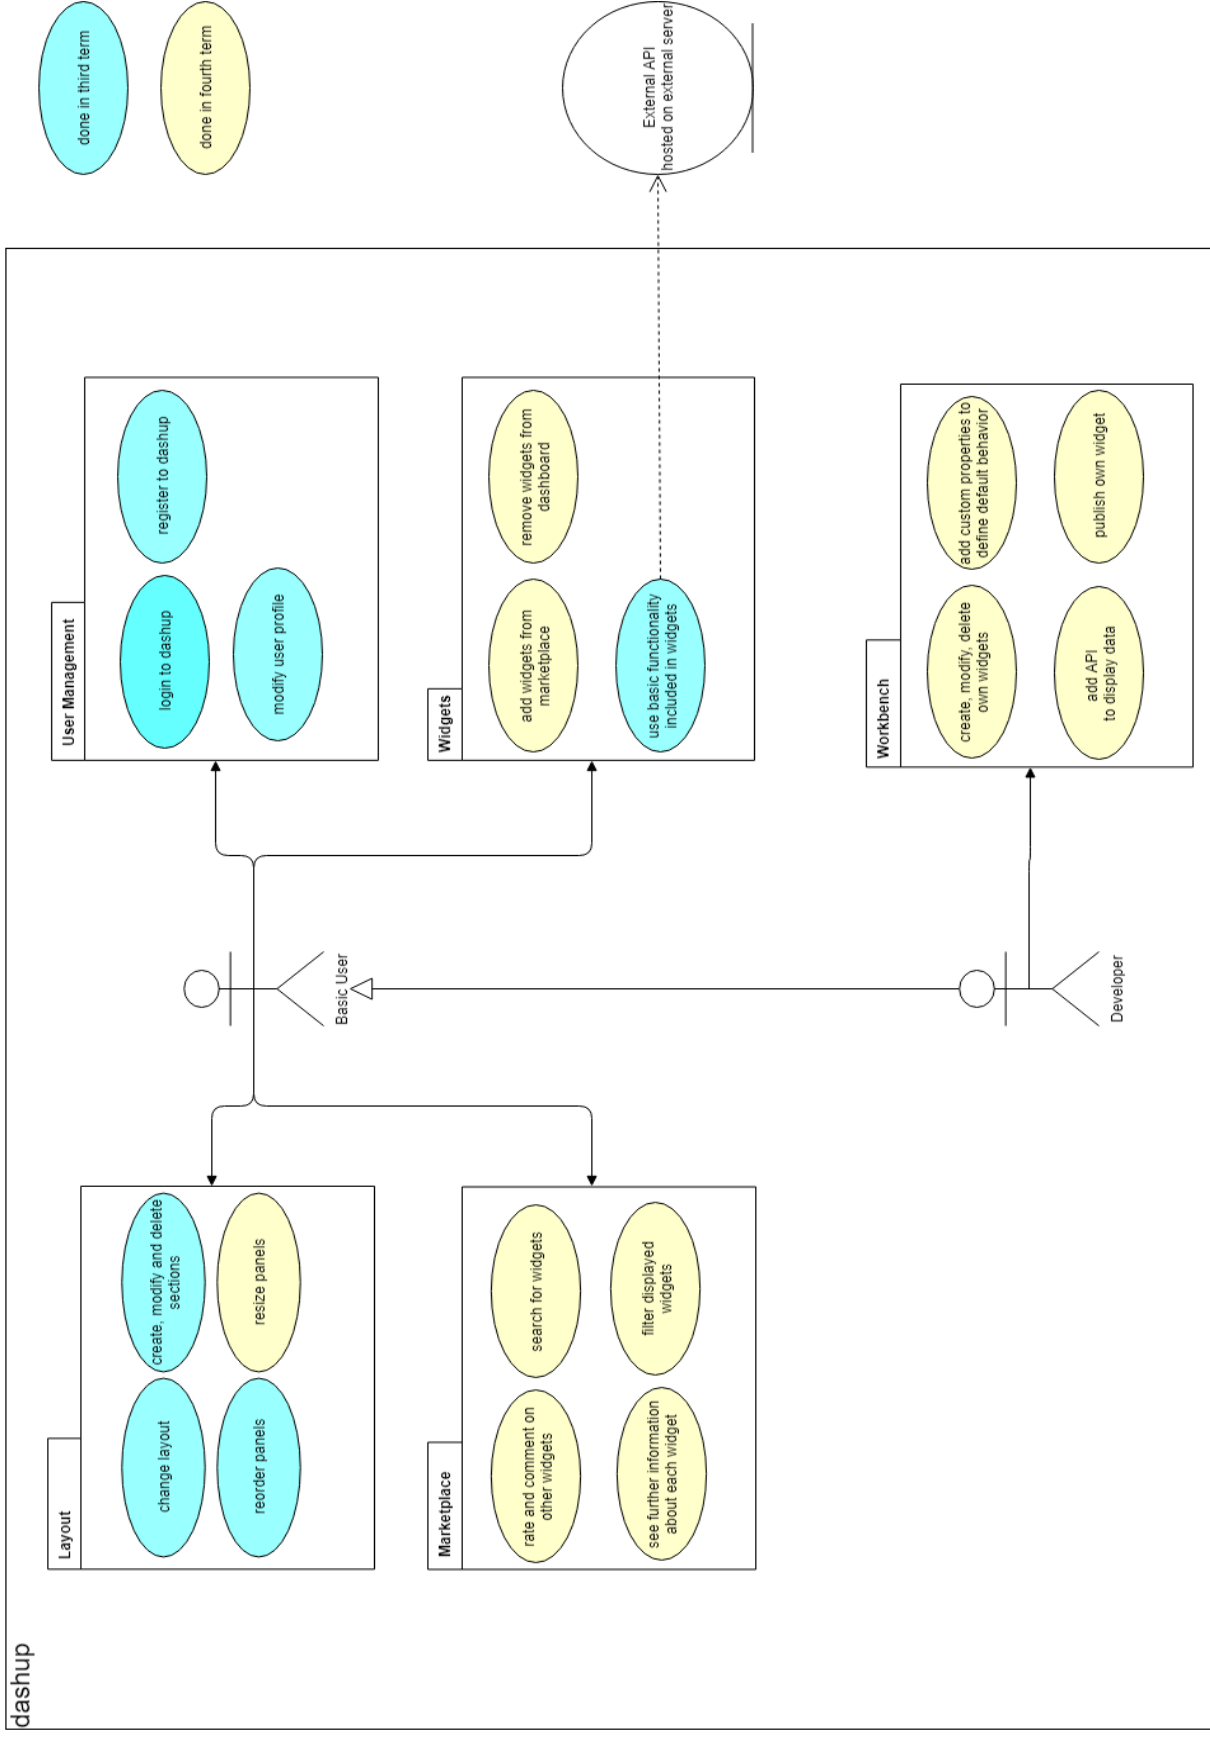 dashup
Layout
change layout
create, modify and delete
sections
reorder panels
resize panels
User Management
login to dashup
register to dashup
modify user profile
done in third term
done in fourth term
Basic User
Marketplace
rate and comment on
other widgets
search for widgets
see further information
about each widget
filter displayed
widgets
Widgets
add widgets from
marketplace
remove widgets from
dashboard
use basic functionality
included in widgets
External API
hosted on external server
Developer
Workbench
create, modify, delete
own widgets
add custom properties to
define default behavior
add API
to display data
publish own widget